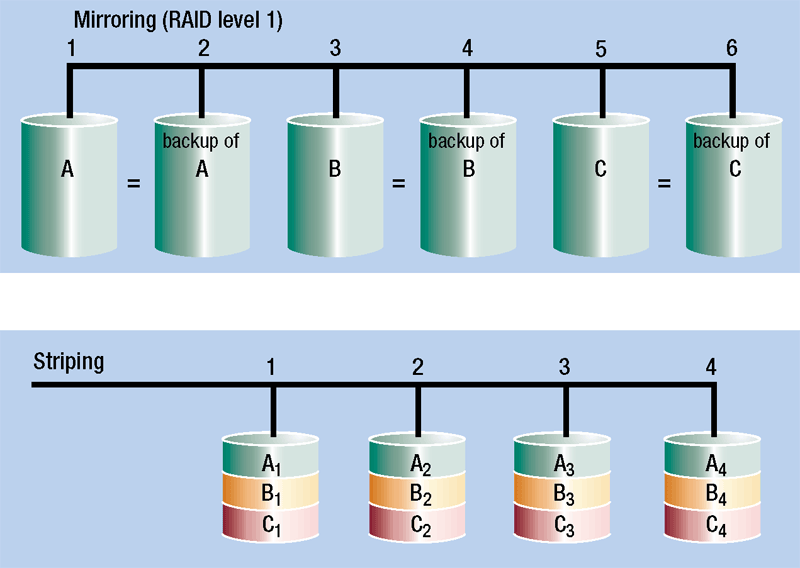 Mirroring (RAID level 1)
1 2 3 4 5 6
backup of backup of backup of
A = A B = B C = C
Striping 1 2 3 4
A1 A2 A3 A4
B1 B2 B3 B4
C1 C2 C3 C4